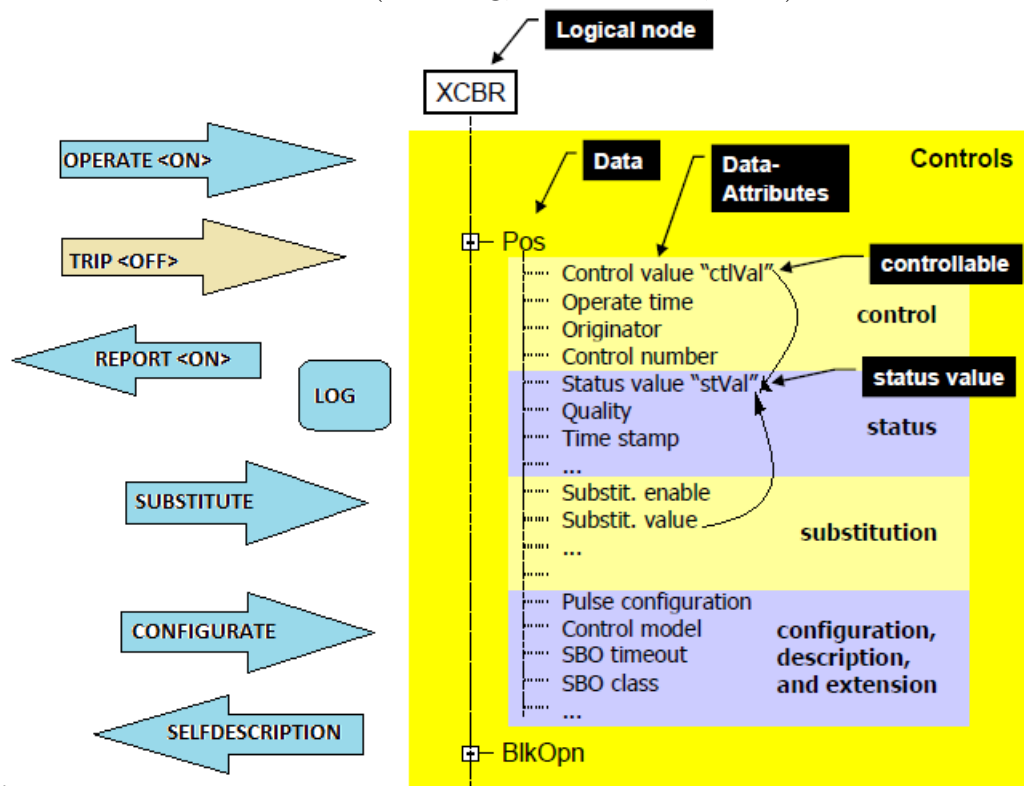 Logical node
XCBR
OPERATE <ON>
Data
Data-
Attributes
Controls
TRIP <OFF>
Pos
Control value “ctlVal”
controllable
Operate time
Originator
control
Control number
REPORT <ON>
LOG
Status value “stVal”
status value
Quality
Time stamp
status
...
SUBSTITUTE
Substit. enable
Substit. value
substitution
...
CONFIGURATE
Pulse configuration
Control model
SBO timeout
SBO class
...
configuration,
description,
and extension
SELFDESCRIPTION
BlkOpn